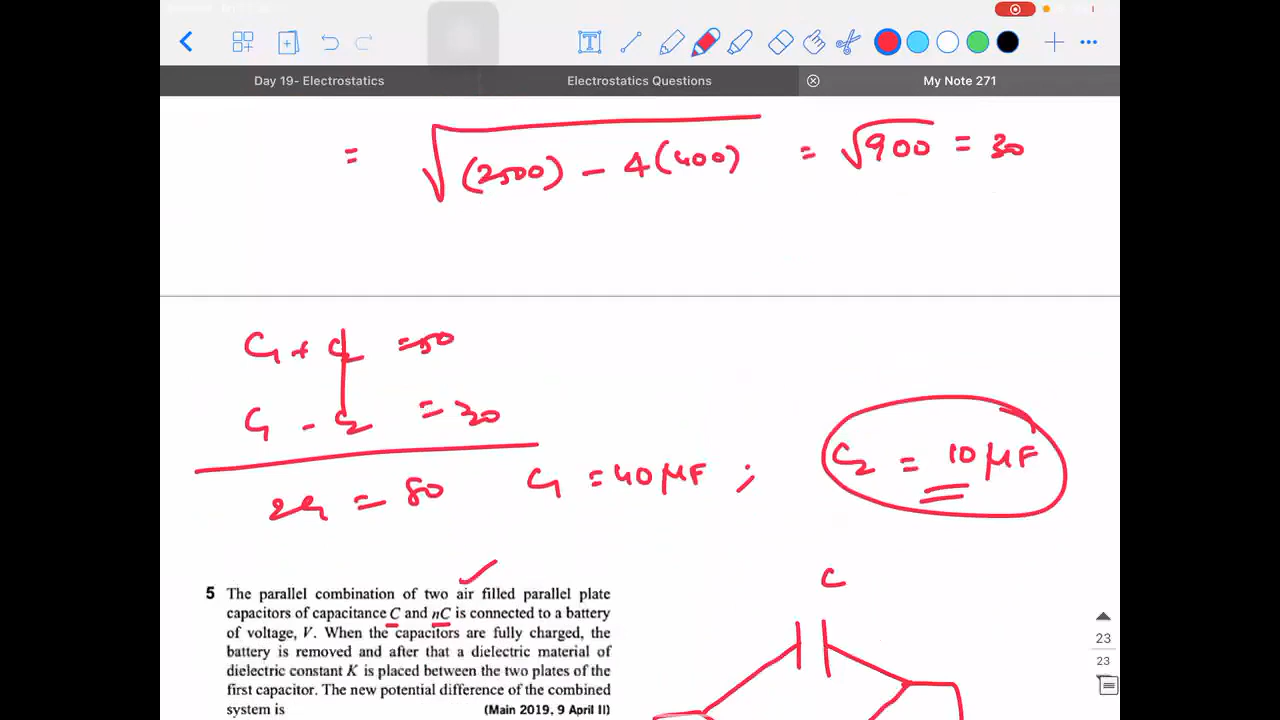 Day 19- Electrostatics Electrostatics Questions My Note 271
= √(2500) - 4(400) = √900 = 30
C1 + C2 = 50
C1 - C2 = 30
2C1 = 80 C1 = 40 μF ; C2 = 10 μF
C
5 The parallel combination of two air filled parallel plate
capacitors of capacitance C and nC is connected to a battery
of voltage, V. When the capacitors are fully charged, the
battery is removed and after that a dielectric material of
dielectric constant K is placed between the two plates of the
first capacitor. The new potential difference of the combined
system is (Main 2019, 9 April II)
23
23